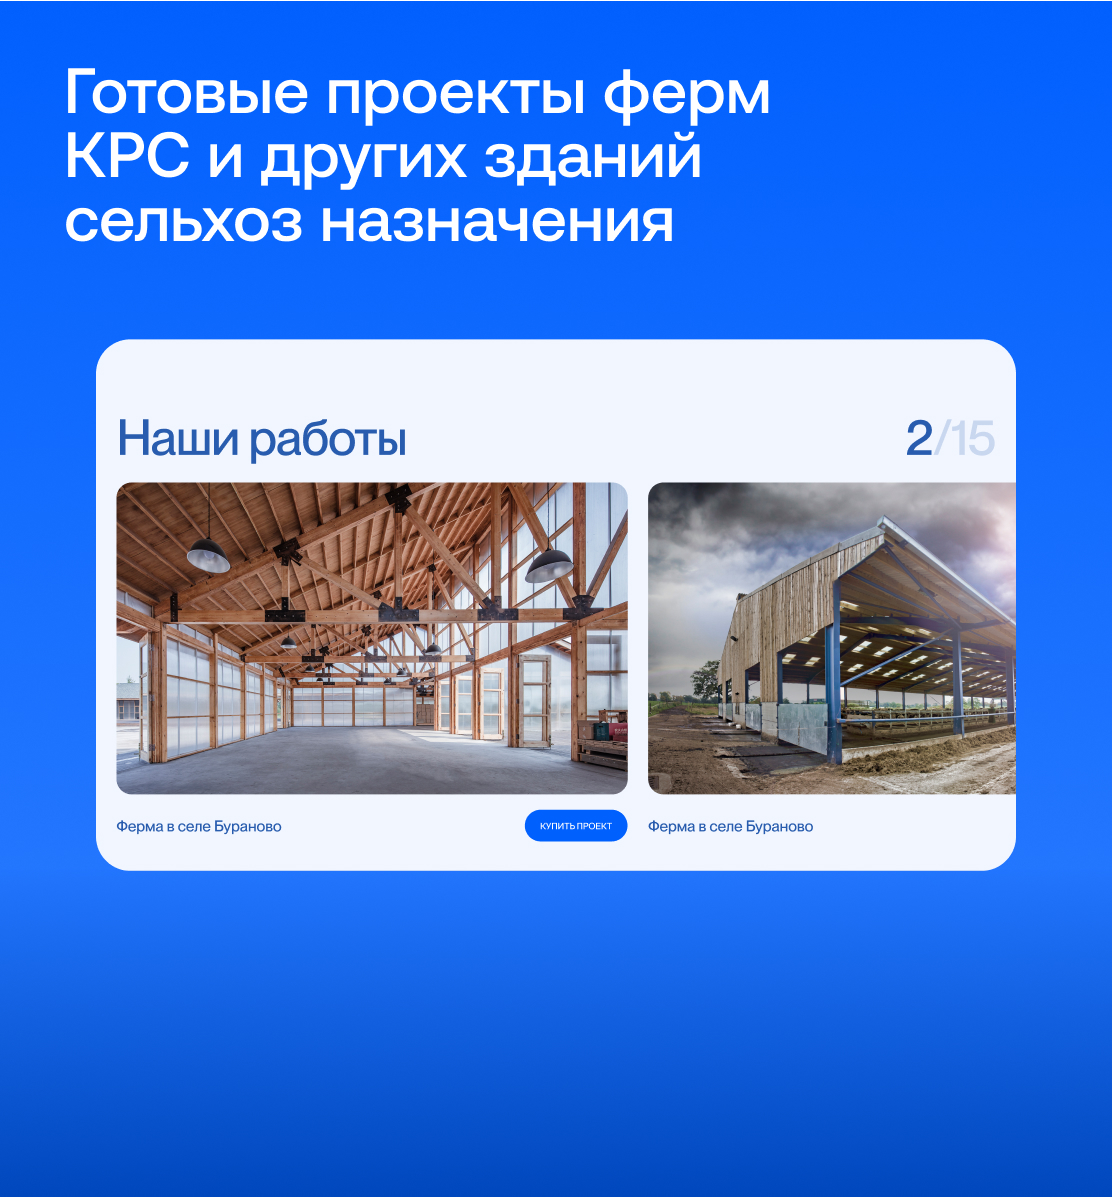 Готовые проекты ферм
КРС и других зданий
сельхоз назначения
Наши работы
2/15
Ферма в селе Бураново
КУПИТЬ ПРОЕКТ
Ферма в селе Бураново